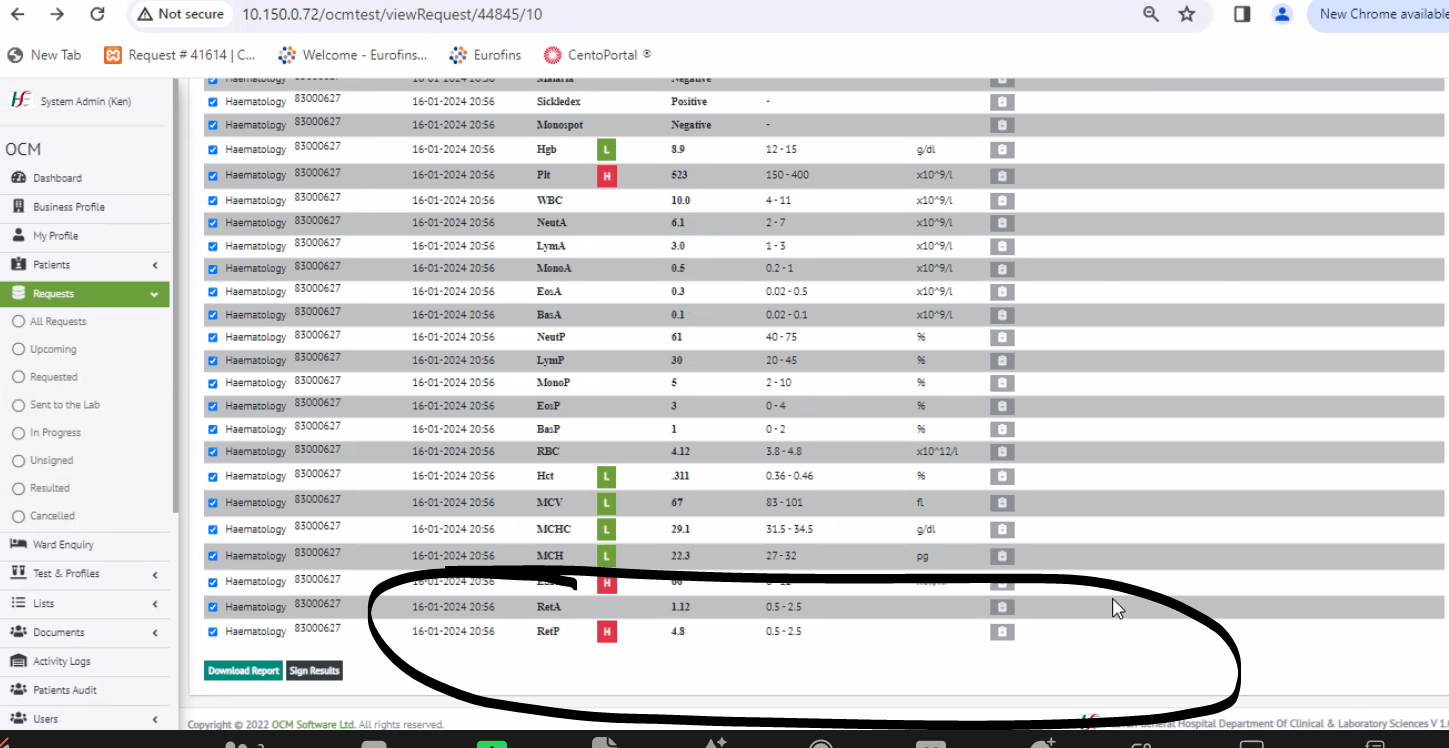 Not secure 10.150.0.72/ocmtest/viewRequest/44845/10 New Chrome available
New Tab Request # 41614 | C... Welcome - Eurofins... Eurofins CentoPortal ®
System Admin (Ken)
OCM
Dashboard
Business Profile
My Profile
Patients
Requests
All Requests
Upcoming
Requested
Sent to the Lab
In Progress
Unsigned
Resulted
Cancelled
Ward Enquiry
Test & Profiles
Lists
Documents
Activity Logs
Patients Audit
Users
Haematology 83000627 16-01-2024 20:56 Malaria Negative
Haematology 83000627 16-01-2024 20:56 Sickledex Positive -
Haematology 83000627 16-01-2024 20:56 Monospot Negative -
Haematology 83000627 16-01-2024 20:56 Hgb L 8.9 12 - 15 g/dl
Haematology 83000627 16-01-2024 20:56 Plt H 523 150 - 400 x10^9/l
Haematology 83000627 16-01-2024 20:56 WBC 10.0 4 - 11 x10^9/l
Haematology 83000627 16-01-2024 20:56 NeutA 6.1 2 - 7 x10^9/l
Haematology 83000627 16-01-2024 20:56 LymA 3.0 1 - 3 x10^9/l
Haematology 83000627 16-01-2024 20:56 MonoA 0.5 0.2 - 1 x10^9/l
Haematology 83000627 16-01-2024 20:56 EosA 0.3 0.02 - 0.5 x10^9/l
Haematology 83000627 16-01-2024 20:56 BasA 0.1 0.02 - 0.1 x10^9/l
Haematology 83000627 16-01-2024 20:56 NeutP 61 40 - 75 %
Haematology 83000627 16-01-2024 20:56 LymP 30 20 - 45 %
Haematology 83000627 16-01-2024 20:56 MonoP 5 2 - 10 %
Haematology 83000627 16-01-2024 20:56 EosP 3 0 - 4 %
Haematology 83000627 16-01-2024 20:56 BasP 1 0 - 2 %
Haematology 83000627 16-01-2024 20:56 RBC 4.12 3.8 - 4.8 x10^12/l
Haematology 83000627 16-01-2024 20:56 Hct L .311 0.36 - 0.46 %
Haematology 83000627 16-01-2024 20:56 MCV L 67 83 - 101 fl
Haematology 83000627 16-01-2024 20:56 MCHC L 29.1 31.5 - 34.5 g/dl
Haematology 83000627 16-01-2024 20:56 MCH L 22.3 27 - 32 pg
Haematology 83000627 16-01-2024 20:56 H
Haematology 83000627 16-01-2024 20:56 RetA 1.12 0.5 - 2.5
Haematology 83000627 16-01-2024 20:56 RetP H 4.8 0.5 - 2.5
Download Report Sign Results
Copyright © 2022 OCM Software Ltd. All rights reserved. General Hospital Department Of Clinical & Laboratory Sciences V 1.